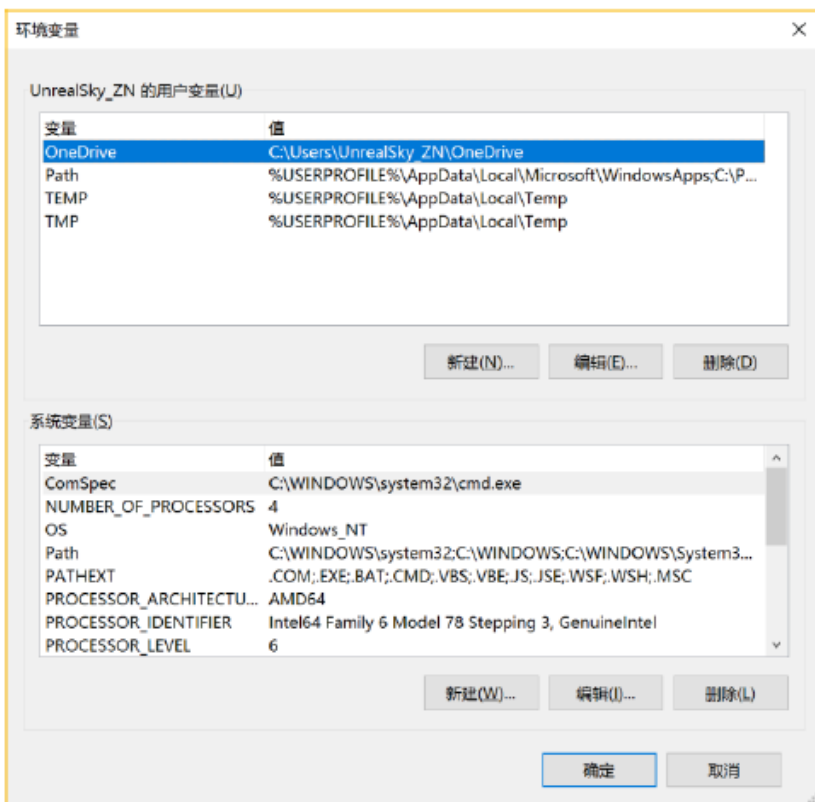 环境变量
UnrealSky_ZN 的用户变量(U)
变量 值
OneDrive C:\Users\UnrealSky_ZN\OneDrive
Path %USERPROFILE%\AppData\Local\Microsoft\WindowsApps;C:\P...
TEMP %USERPROFILE%\AppData\Local\Temp
TMP %USERPROFILE%\AppData\Local\Temp
新建(N)... 编辑(E)... 删除(D)
系统变量(S)
变量 值
ComSpec C:\WINDOWS\system32\cmd.exe
NUMBER_OF_PROCESSORS 4
OS Windows_NT
Path C:\WINDOWS\system32;C:\WINDOWS;C:\WINDOWS\System3...
PATHEXT .COM;.EXE;.BAT;.CMD;.VBS;.VBE;.JS;.JSE;.WSF;.WSH;.MSC
PROCESSOR_ARCHITECTU... AMD64
PROCESSOR_IDENTIFIER Intel64 Family 6 Model 78 Stepping 3, GenuineIntel
PROCESSOR_LEVEL 6
新建(W)... 编辑(I)... 删除(L)
确定 取消